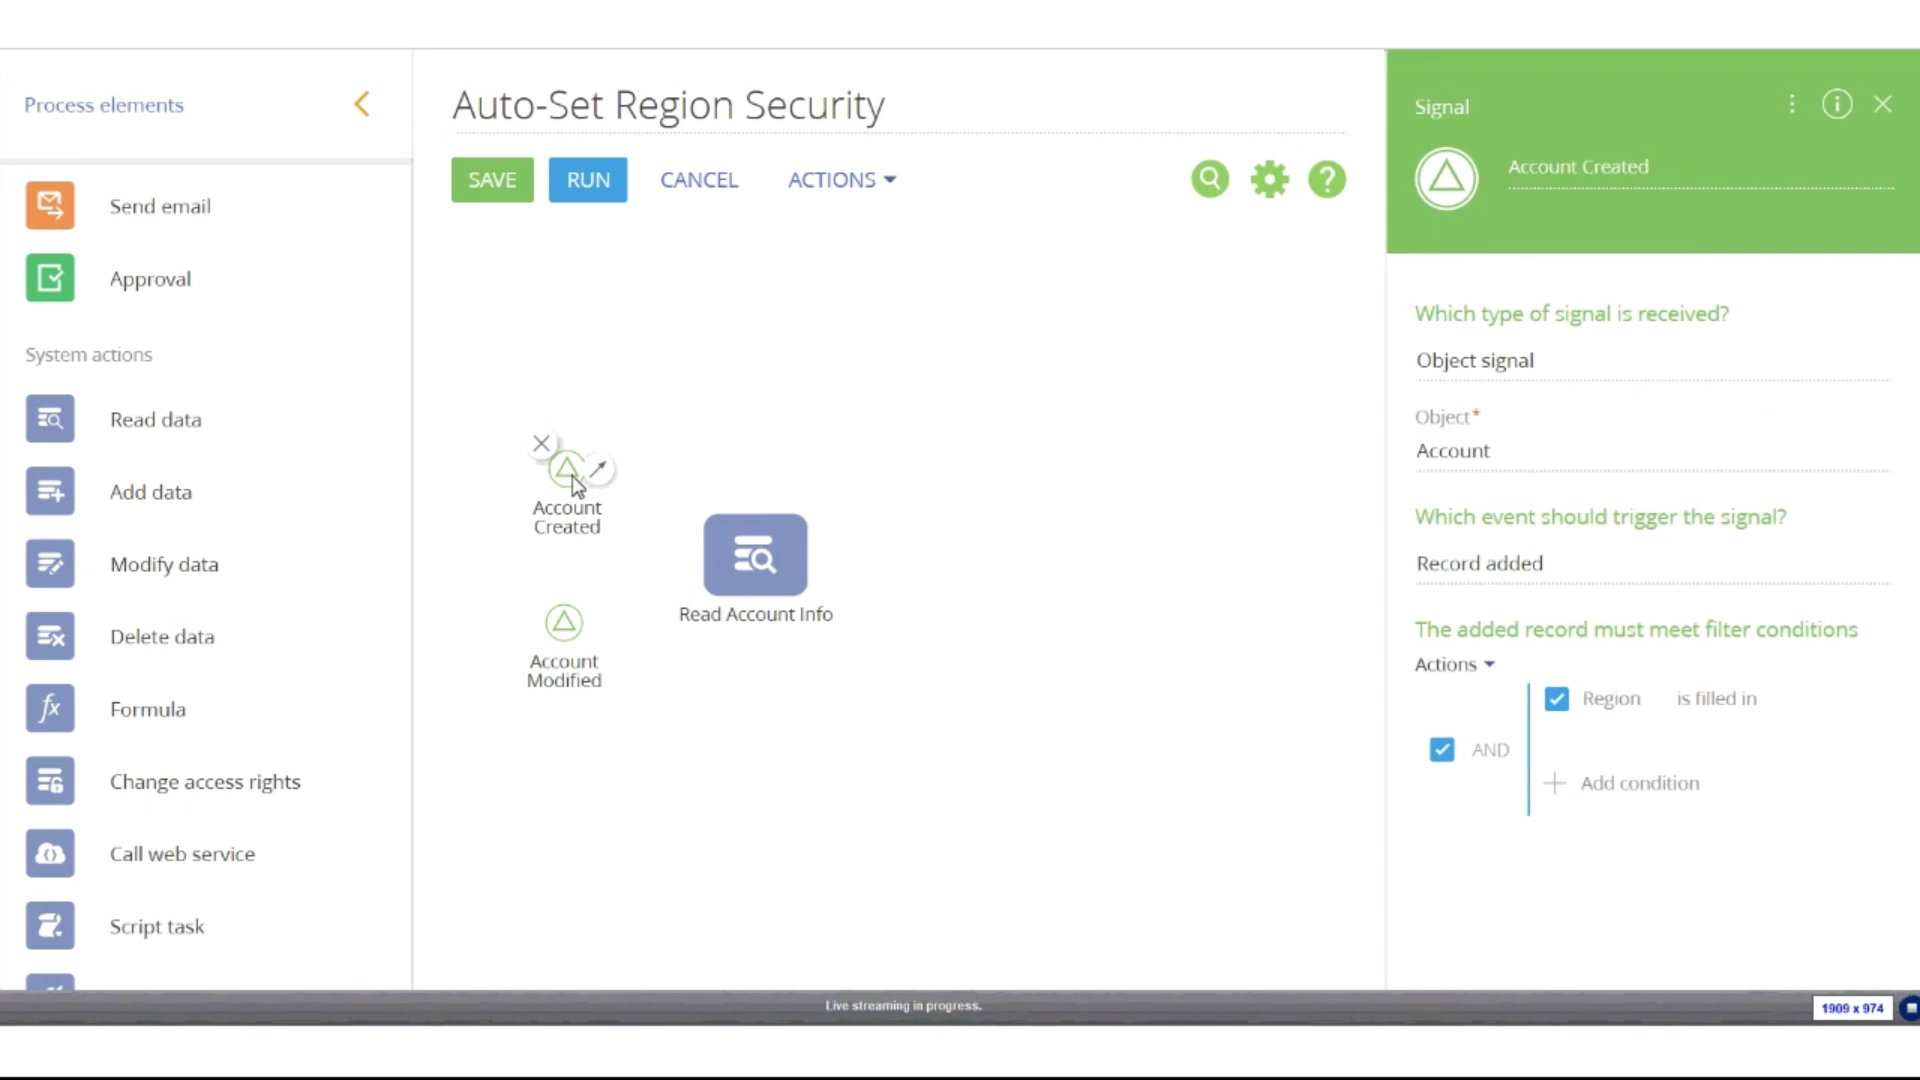 Process elements
Send email
Approval
System actions
Read data
Add data
Modify data
Delete data
fx
Formula
Change access rights
Call web service
Script task
Auto-Set Region Security
SAVE
RUN
CANCEL
ACTIONS
?
Account
Created
Read Account Info
Account
Modified
Signal
i
Account Created
Which type of signal is received?
Object signal
Object*
Account
Which event should trigger the signal?
Record added
The added record must meet filter conditions
Actions
Region is filled in
AND
Add condition
Live streaming in progress.
1909 x 974